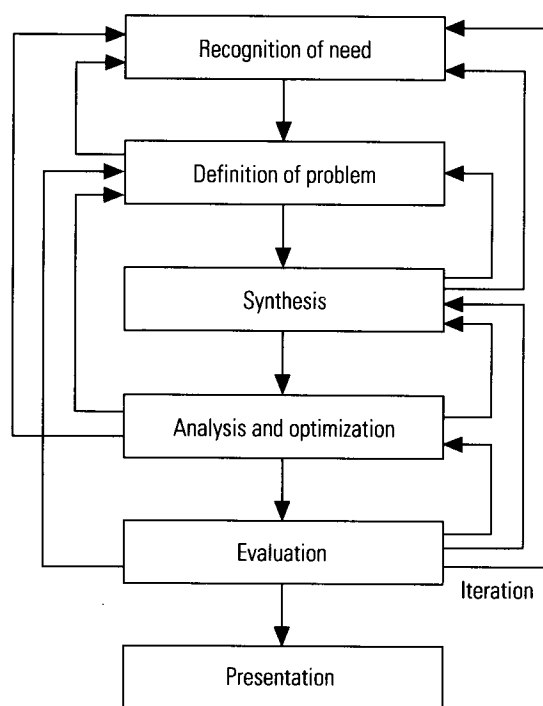 Recognition of need
Definition of problem
Synthesis
Analysis and optimization
Evaluation
Iteration
Presentation